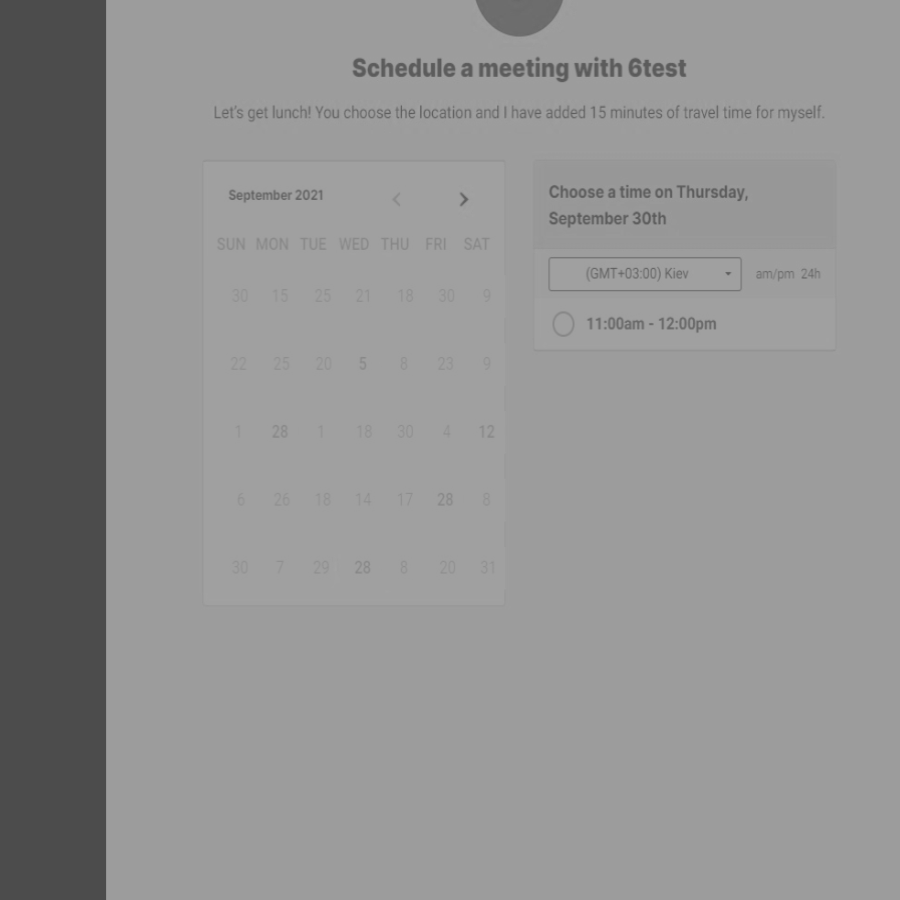 Schedule a meeting with 6test
Let's get lunch! You choose the location and I have added 15 minutes of travel time for myself.
September 2021
SUN MON TUE WED THU FRI SAT
30 15 25 21 18 30 9
22 25 20 5 8 23 9
1 28 1 18 30 4 12
6 26 18 14 17 28 8
30 7 29 28 8 20 31
Choose a time on Thursday,
September 30th
(GMT+03:00) Kiev am/pm 24h
11:00am - 12:00pm